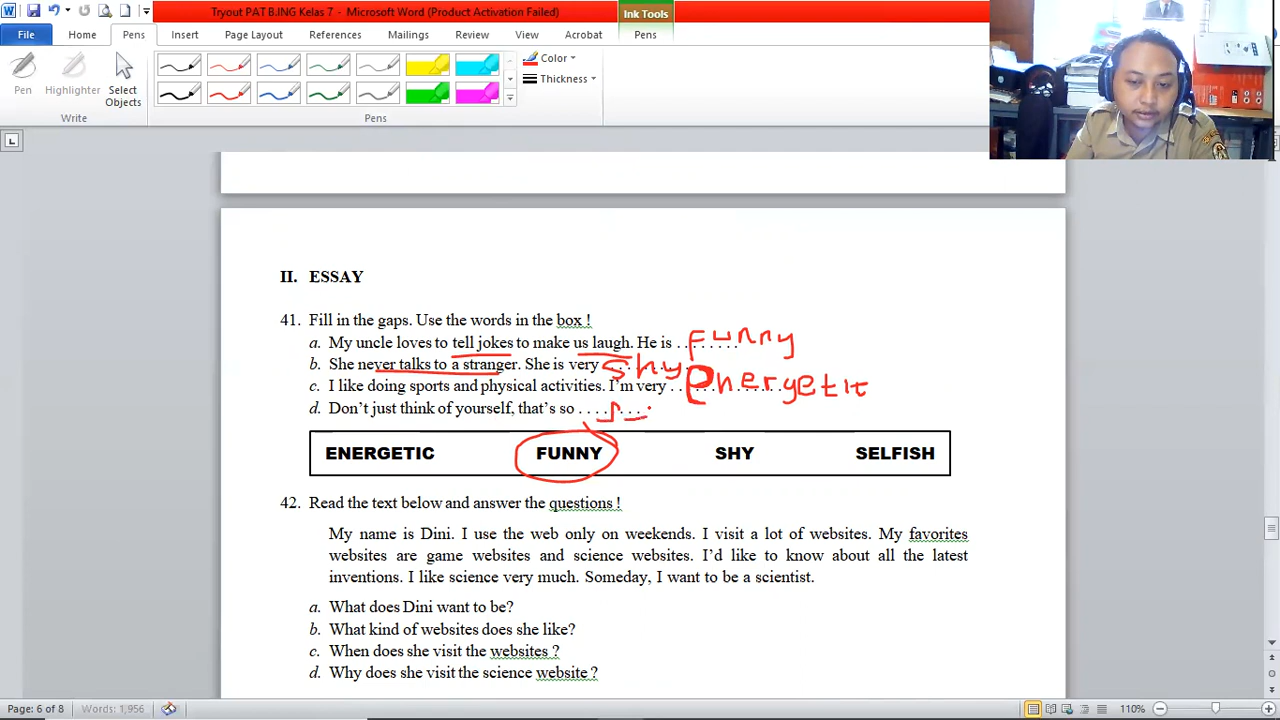 Tryout PAT B.ING Kelas 7 - Microsoft Word (Product Activation Failed)
Ink Tools
File Home Pens Insert Page Layout References Mailings Review View Acrobat Pens
Pen Highlighter Select Objects
Color
Thickness
Write Pens
II. ESSAY
41. Fill in the gaps. Use the words in the box !
a. My uncle loves to tell jokes to make us laugh. He is . . . . . . . . Funny
b. She never talks to a stranger. She is very . . . . . . . . Shy
c. I like doing sports and physical activities. I'm very . . . . . . . . Energetic
d. Don't just think of yourself, that's so . . . . . . . .
ENERGETIC FUNNY SHY SELFISH
42. Read the text below and answer the questions !
My name is Dini. I use the web only on weekends. I visit a lot of websites. My favorites
websites are game websites and science websites. I'd like to know about all the latest
inventions. I like science very much. Someday, I want to be a scientist.
a. What does Dini want to be?
b. What kind of websites does she like?
c. When does she visit the websites ?
d. Why does she visit the science website ?
Page: 6 of 8 Words: 1,956 110%